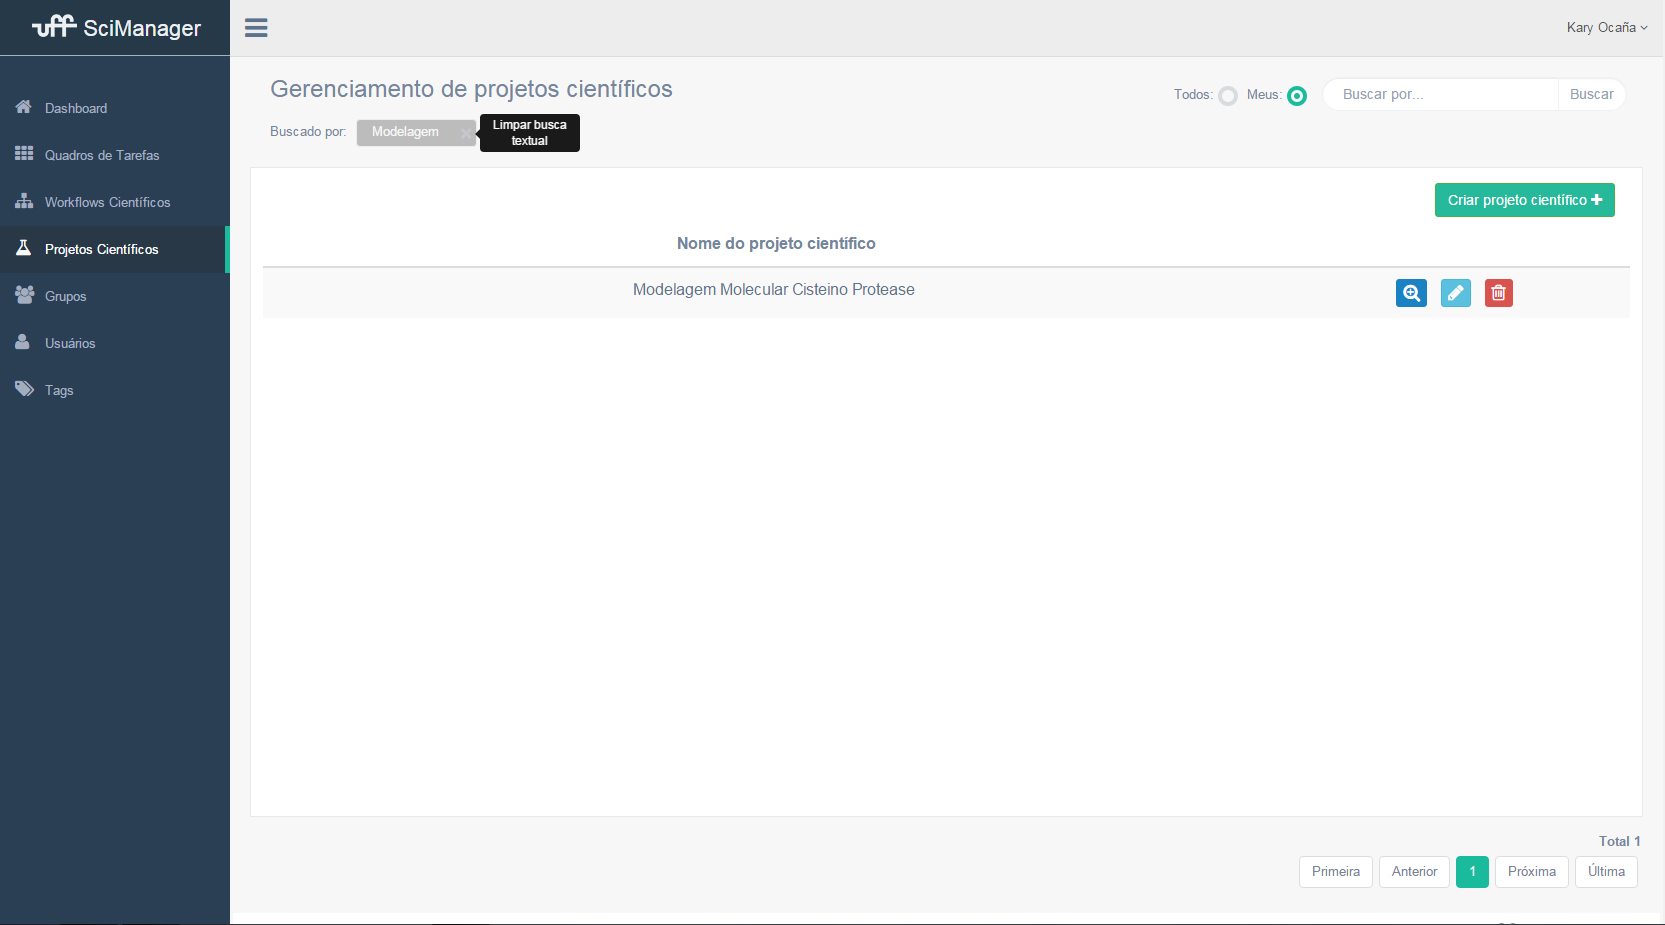 uff SciManager
Kary Ocaña
Dashboard
Quadros de Tarefas
Workflows Científicos
Projetos Científicos
Grupos
Usuários
Tags
Gerenciamento de projetos científicos
Todos: Meus: Buscar por... Buscar
Buscado por: Modelagem ×
Limpar busca
textual
Criar projeto científico
Nome do projeto científico
Modelagem Molecular Cisteino Protease
Total 1
Primeira Anterior 1 Próxima Última